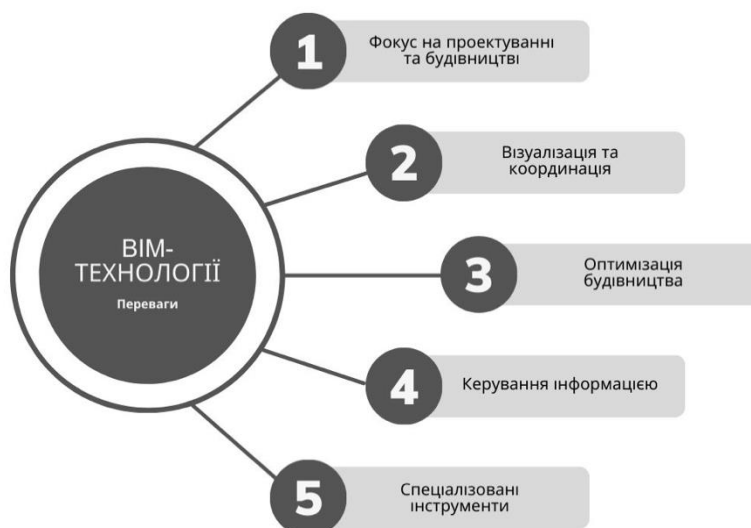 1
Фокус на проектуванні
та будівництві
2
Візуалізація та
координація
BIM-
ТЕХНОЛОГІЇ
Переваги
3
Оптимізація
будівництва
4
Керування інформацією
5
Спеціалізовані
інструменти